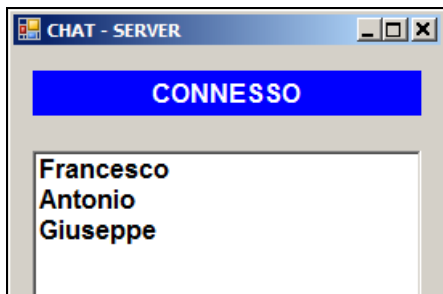 CHAT - SERVER
CONNESSO
Francesco
Antonio
Giuseppe